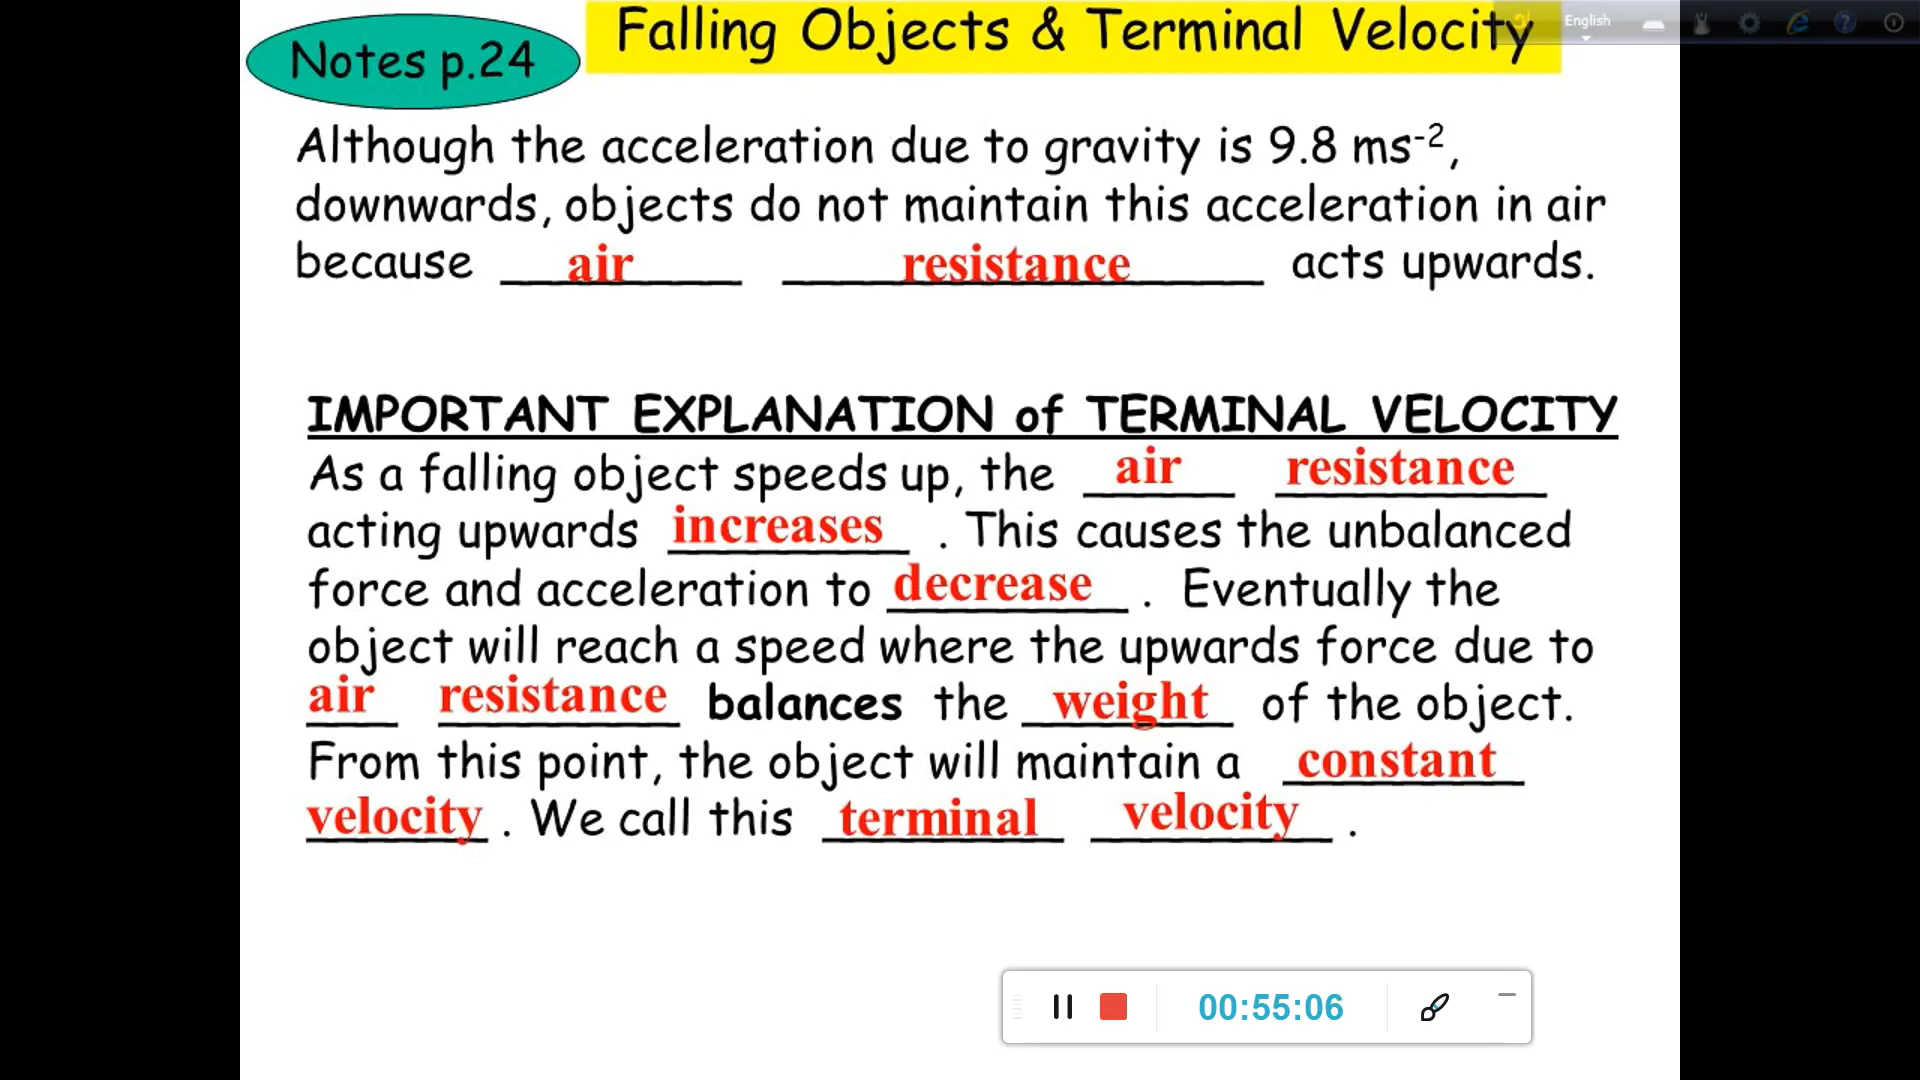 Notes p.24
Falling Objects & Terminal Velocity
English
Although the acceleration due to gravity is 9.8 ms⁻²,
downwards, objects do not maintain this acceleration in air
because air resistance acts upwards.
IMPORTANT EXPLANATION of TERMINAL VELOCITY
As a falling object speeds up, the air resistance
acting upwards increases . This causes the unbalanced
force and acceleration to decrease . Eventually the
object will reach a speed where the upwards force due to
air resistance balances the weight of the object.
From this point, the object will maintain a constant
velocity . We call this terminal velocity .
00:55:06